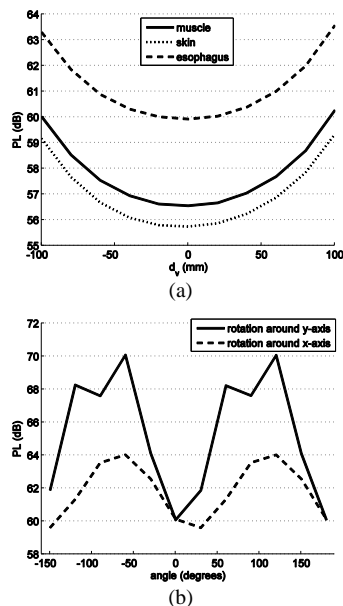 64
63
62
61
60
59
58
57
56
55
PL (dB)
muscle
skin
esophagus
-100
-50
0
50
100
d_v (mm)
(a)
72
70
68
66
64
62
60
58
PL (dB)
rotation around y-axis
rotation around x-axis
-150
-100
-50
0
50
100
150
angle (degrees)
(b)